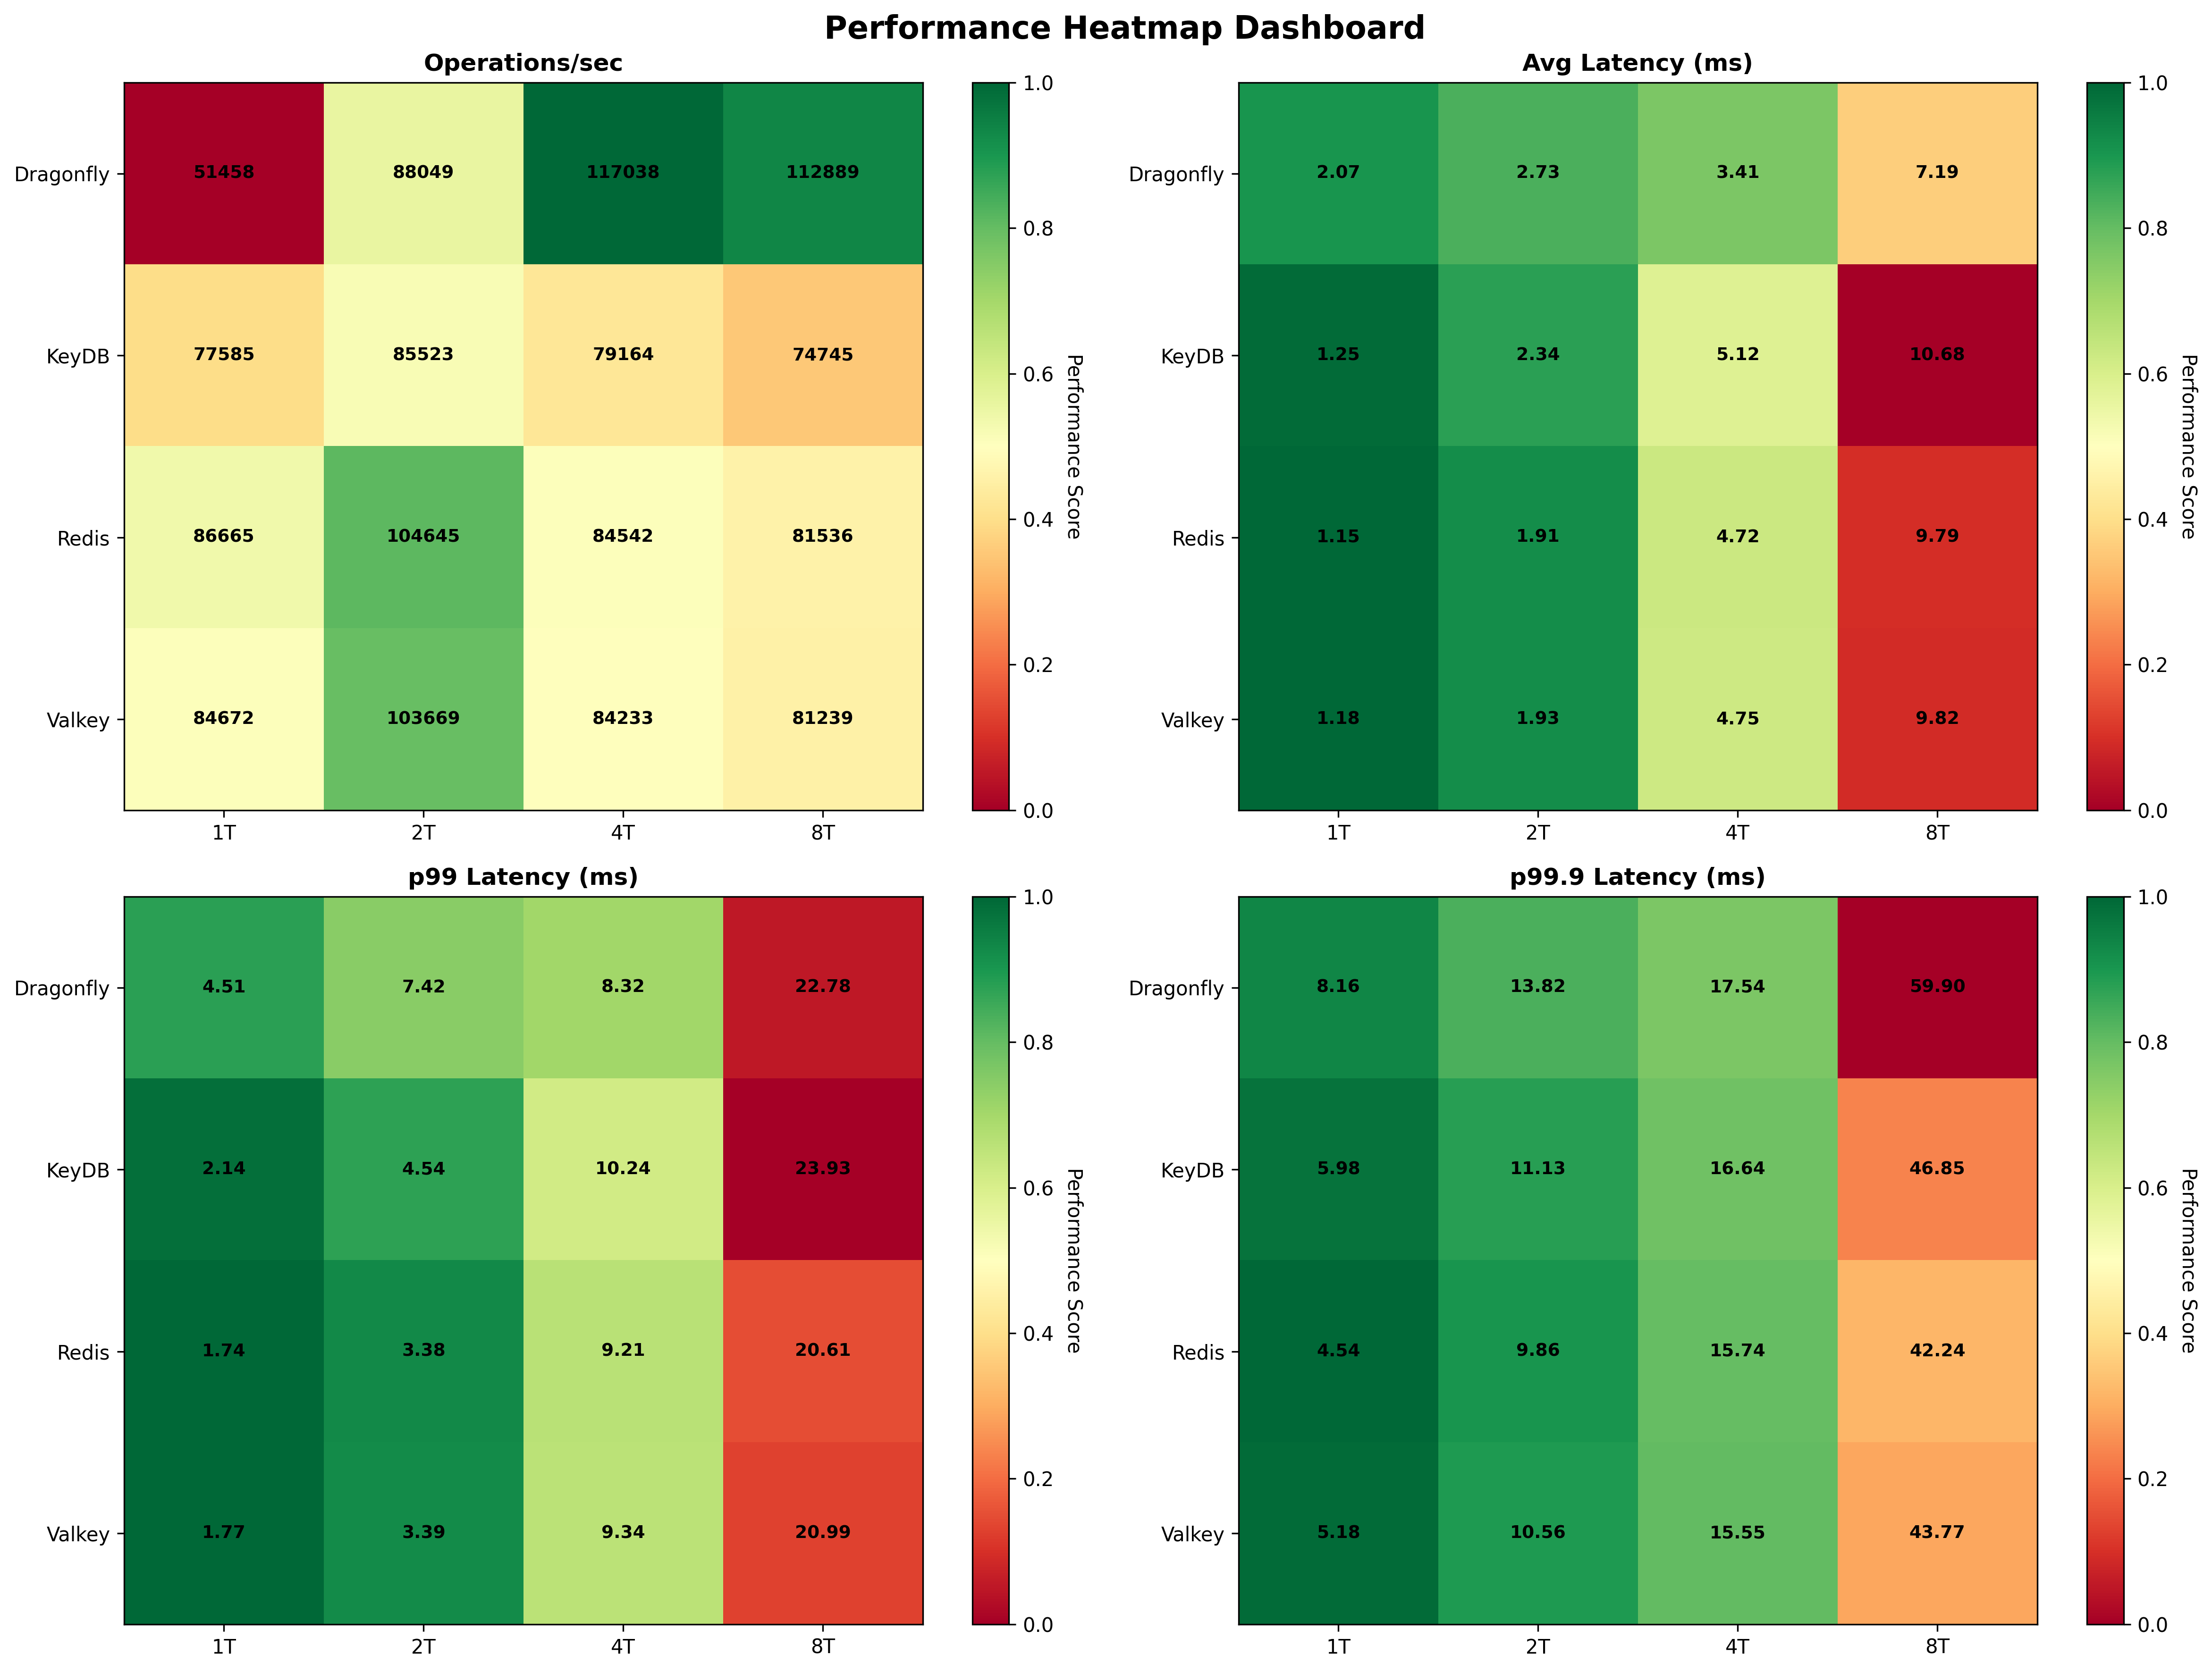 Performance Heatmap Dashboard
Operations/sec
Dragonfly 51458 88049 117038 112889
KeyDB 77585 85523 79164 74745
Redis 86665 104645 84542 81536
Valkey 84672 103669 84233 81239
1T 2T 4T 8T
1.0
0.8
0.6
0.4
0.2
0.0
Performance Score
Avg Latency (ms)
Dragonfly 2.07 2.73 3.41 7.19
KeyDB 1.25 2.34 5.12 10.68
Redis 1.15 1.91 4.72 9.79
Valkey 1.18 1.93 4.75 9.82
1T 2T 4T 8T
1.0
0.8
0.6
0.4
0.2
0.0
Performance Score
p99 Latency (ms)
Dragonfly 4.51 7.42 8.32 22.78
KeyDB 2.14 4.54 10.24 23.93
Redis 1.74 3.38 9.21 20.61
Valkey 1.77 3.39 9.34 20.99
1T 2T 4T 8T
1.0
0.8
0.6
0.4
0.2
0.0
Performance Score
p99.9 Latency (ms)
Dragonfly 8.16 13.82 17.54 59.90
KeyDB 5.98 11.13 16.64 46.85
Redis 4.54 9.86 15.74 42.24
Valkey 5.18 10.56 15.55 43.77
1T 2T 4T 8T
1.0
0.8
0.6
0.4
0.2
0.0
Performance Score